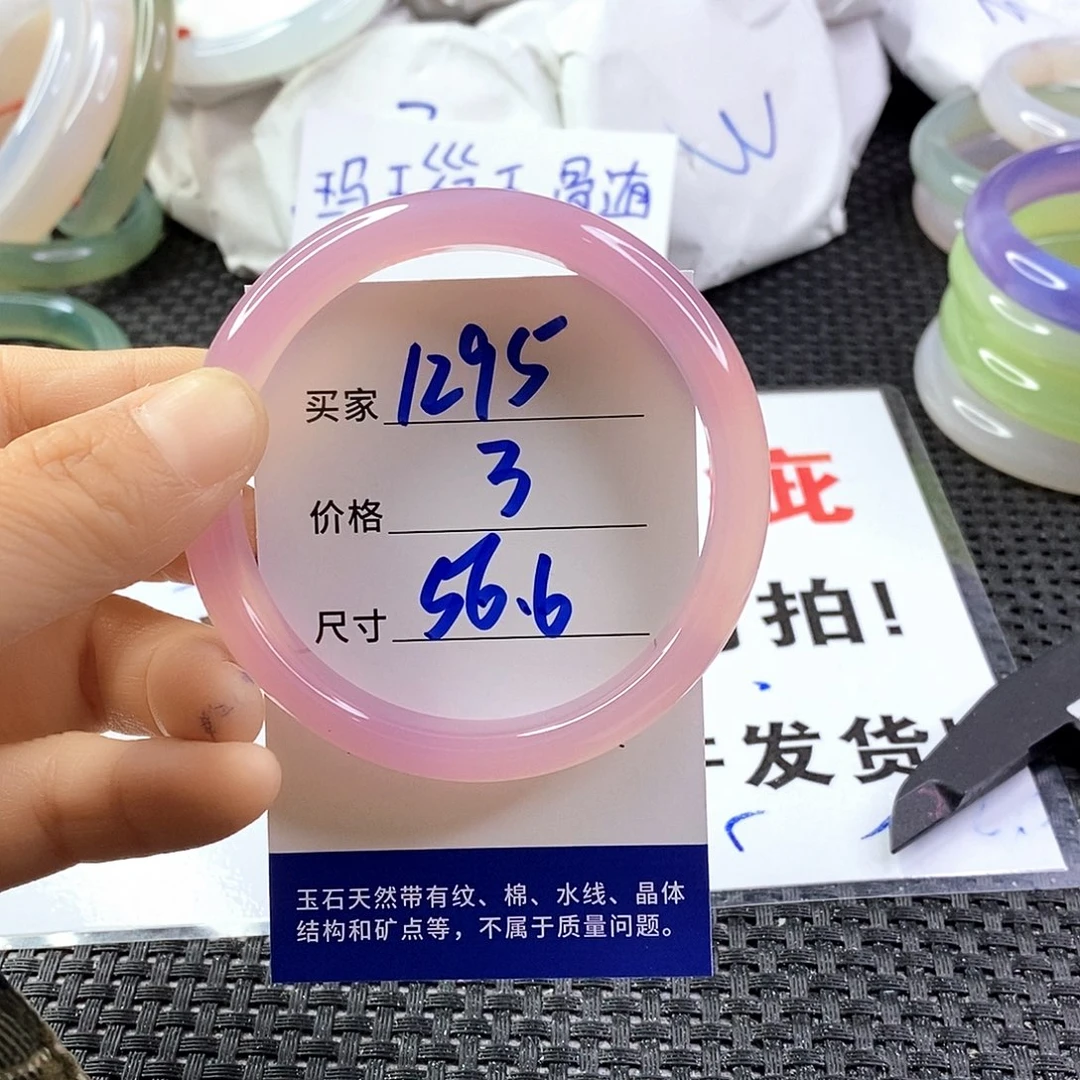 玛
买家 1295
价格 3
尺寸 56.6
疵
拍!
发货
玉石天然带有纹、棉、水线、晶体
结构和矿点等，不属于质量问题。